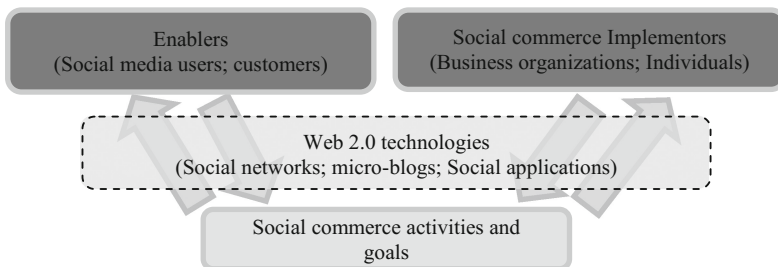 Enablers
(Social media users; customers)
Social commerce Implementors
(Business organizations; Individuals)
Web 2.0 technologies
(Social networks; micro-blogs; Social applications)
Social commerce activities and
goals